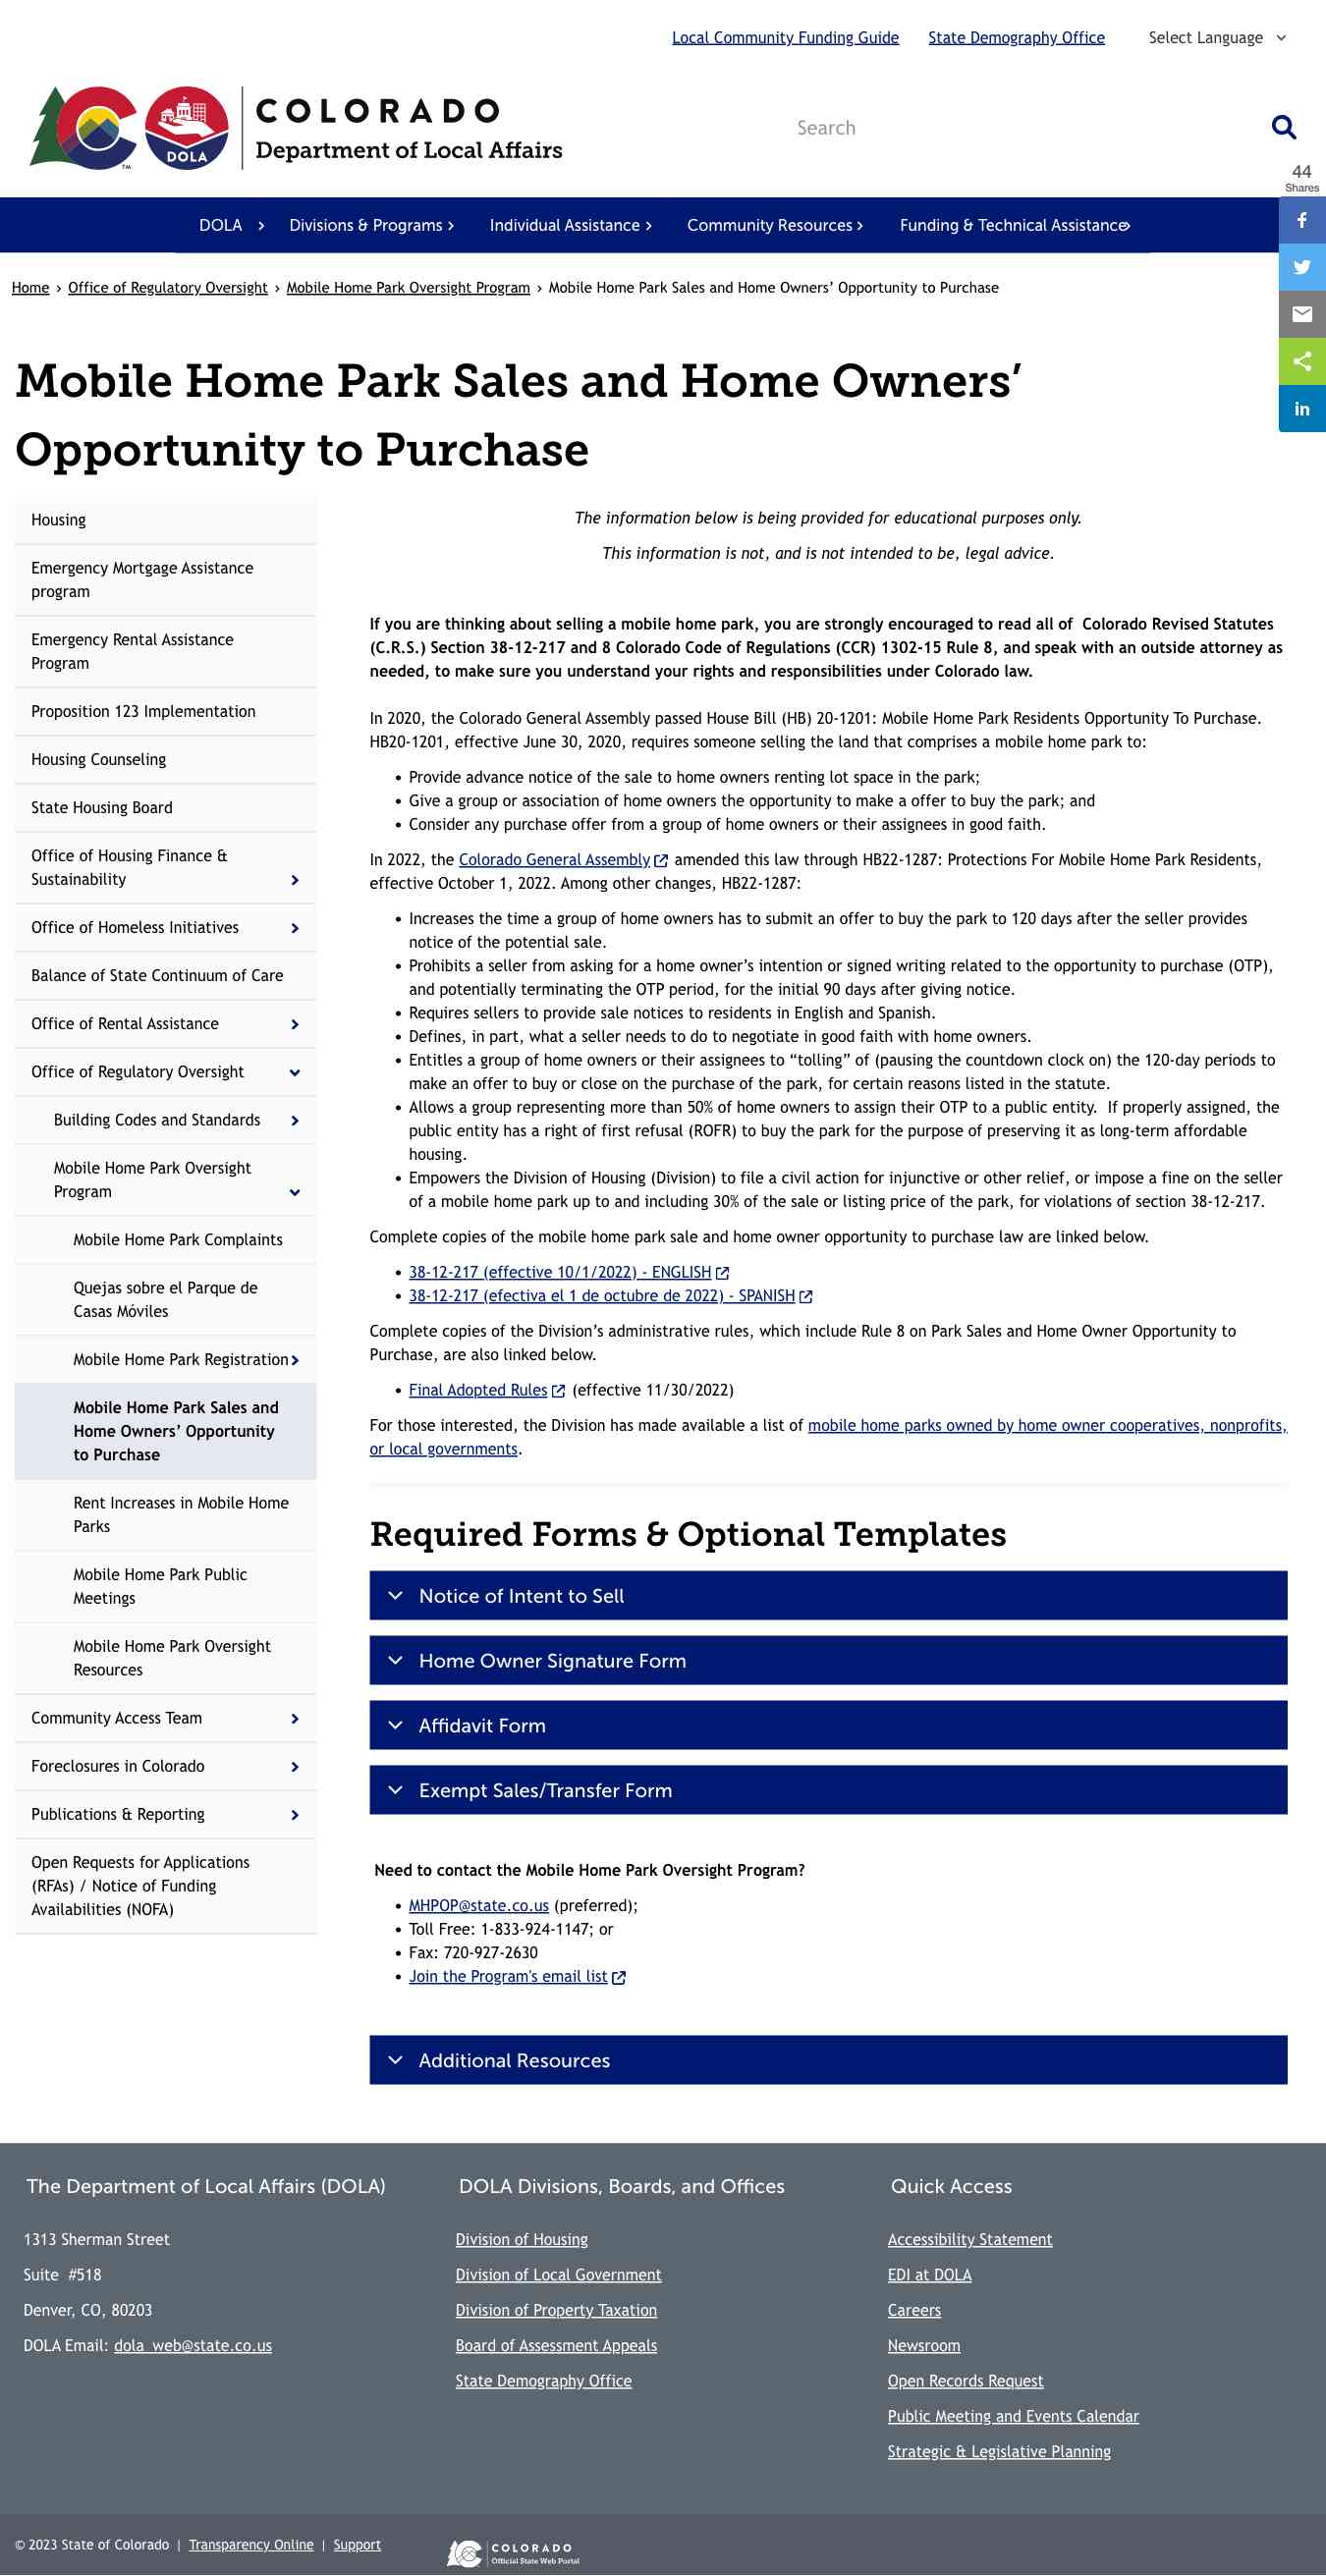 Local Community Funding Guide State Demography Office Select Language
COLORADO
Department of Local Affairs
DOLA
TM
Search
44
Shares
DOLA Divisions & Programs Individual Assistance Community Resources Funding & Technical Assistance
Home › Office of Regulatory Oversight › Mobile Home Park Oversight Program › Mobile Home Park Sales and Home Owners’ Opportunity to Purchase
Mobile Home Park Sales and Home Owners’
Opportunity to Purchase
Housing
Emergency Mortgage Assistance
program
Emergency Rental Assistance
Program
Proposition 123 Implementation
Housing Counseling
State Housing Board
Office of Housing Finance &
Sustainability
Office of Homeless Initiatives
Balance of State Continuum of Care
Office of Rental Assistance
Office of Regulatory Oversight
Building Codes and Standards
Mobile Home Park Oversight
Program
Mobile Home Park Complaints
Quejas sobre el Parque de
Casas Móviles
Mobile Home Park Registration
Mobile Home Park Sales and
Home Owners’ Opportunity
to Purchase
Rent Increases in Mobile Home
Parks
Mobile Home Park Public
Meetings
Mobile Home Park Oversight
Resources
Community Access Team
Foreclosures in Colorado
Publications & Reporting
Open Requests for Applications
(RFAs) / Notice of Funding
Availabilities (NOFA)
The information below is being provided for educational purposes only.
This information is not, and is not intended to be, legal advice.
If you are thinking about selling a mobile home park, you are strongly encouraged to read all of Colorado Revised Statutes
(C.R.S.) Section 38-12-217 and 8 Colorado Code of Regulations (CCR) 1302-15 Rule 8, and speak with an outside attorney as
needed, to make sure you understand your rights and responsibilities under Colorado law.
In 2020, the Colorado General Assembly passed House Bill (HB) 20-1201: Mobile Home Park Residents Opportunity To Purchase.
HB20-1201, effective June 30, 2020, requires someone selling the land that comprises a mobile home park to:
• Provide advance notice of the sale to home owners renting lot space in the park;
• Give a group or association of home owners the opportunity to make a offer to buy the park; and
• Consider any purchase offer from a group of home owners or their assignees in good faith.
In 2022, the Colorado General Assembly amended this law through HB22-1287: Protections For Mobile Home Park Residents,
effective October 1, 2022. Among other changes, HB22-1287:
• Increases the time a group of home owners has to submit an offer to buy the park to 120 days after the seller provides
notice of the potential sale.
• Prohibits a seller from asking for a home owner’s intention or signed writing related to the opportunity to purchase (OTP),
and potentially terminating the OTP period, for the initial 90 days after giving notice.
• Requires sellers to provide sale notices to residents in English and Spanish.
• Defines, in part, what a seller needs to do to negotiate in good faith with home owners.
• Entitles a group of home owners or their assignees to “tolling” of (pausing the countdown clock on) the 120-day periods to
make an offer to buy or close on the purchase of the park, for certain reasons listed in the statute.
• Allows a group representing more than 50% of home owners to assign their OTP to a public entity. If properly assigned, the
public entity has a right of first refusal (ROFR) to buy the park for the purpose of preserving it as long-term affordable
housing.
• Empowers the Division of Housing (Division) to file a civil action for injunctive or other relief, or impose a fine on the seller
of a mobile home park up to and including 30% of the sale or listing price of the park, for violations of section 38-12-217.
Complete copies of the mobile home park sale and home owner opportunity to purchase law are linked below.
• 38-12-217 (effective 10/1/2022) - ENGLISH
• 38-12-217 (efectiva el 1 de octubre de 2022) - SPANISH
Complete copies of the Division’s administrative rules, which include Rule 8 on Park Sales and Home Owner Opportunity to
Purchase, are also linked below.
• Final Adopted Rules (effective 11/30/2022)
For those interested, the Division has made available a list of mobile home parks owned by home owner cooperatives, nonprofits,
or local governments.
Required Forms & Optional Templates
Notice of Intent to Sell
Home Owner Signature Form
Affidavit Form
Exempt Sales/Transfer Form
Need to contact the Mobile Home Park Oversight Program?
• MHPOP@state.co.us (preferred);
• Toll Free: 1-833-924-1147; or
• Fax: 720-927-2630
• Join the Program's email list
Additional Resources
The Department of Local Affairs (DOLA)
1313 Sherman Street
Suite #518
Denver, CO, 80203
DOLA Email: dola_web@state.co.us
DOLA Divisions, Boards, and Offices
Division of Housing
Division of Local Government
Division of Property Taxation
Board of Assessment Appeals
State Demography Office
Quick Access
Accessibility Statement
EDI at DOLA
Careers
Newsroom
Open Records Request
Public Meeting and Events Calendar
Strategic & Legislative Planning
© 2023 State of Colorado | Transparency Online | Support
COLORADO
Official State Web Portal